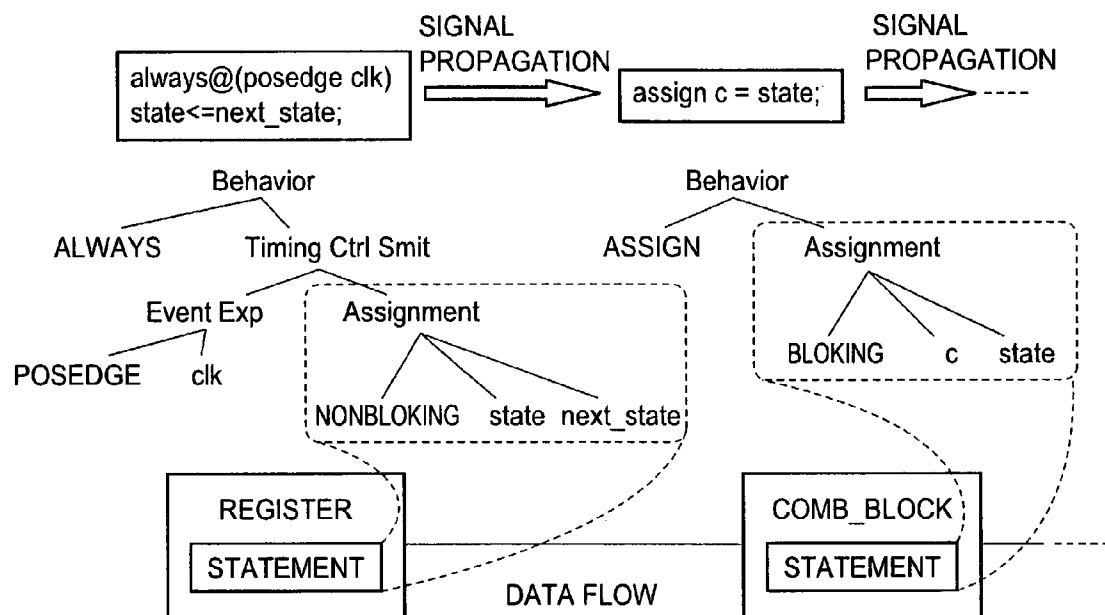 SIGNAL
PROPAGATION
SIGNAL
PROPAGATION
always@(posedge clk)
state<=next_state;
assign c = state;
Behavior
ALWAYS
Timing Ctrl Smit
Event Exp
Assignment
POSEDGE
clk
NONBLOKING
state
next_state
Behavior
ASSIGN
Assignment
BLOKING
c
state
REGISTER
STATEMENT
DATA FLOW
COMB_BLOCK
STATEMENT